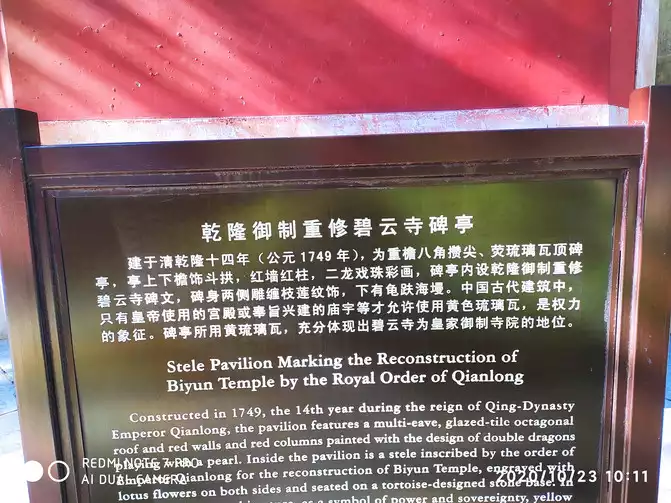 乾隆御制重修碧云寺碑亭
建于清乾隆十四年（公元1749年），为重檐八角攒尖、荧琉璃瓦顶碑
亭，亭上下檐饰斗拱，红墙红柱，二龙戏珠彩画，碑亭内设乾隆御制重修
碧云寺碑文，碑身两侧雕缠枝莲纹饰，下有龟趺海墁。中国古代建筑中，
只有皇帝使用的宫殿或奉旨兴建的庙宇等才允许使用黄色琉璃瓦，是权力
的象征。碑亭所用黄琉璃瓦，充分体现出碧云寺为皇家御制寺院的地位。
Stele Pavilion Marking the Reconstruction of
Biyun Temple by the Royal Order of Qianlong
Constructed in 1749, the 14th year during the reign of Qing-Dynasty
Emperor Qianlong, the pavilion features a multi-eave, glazed-tile octagonal
roof and red walls and red columns painted with the design of double dragons
playing with a pearl. Inside the pavilion is a stele inscribed by the order of
Emperor Qianlong for the reconstruction of Biyun Temple, engraved with
lotus flowers on both sides and seated on a tortoise-designed stone base. In
as a symbol of power and sovereignty, yellow
REDMI NOTE 7 PRO
AI DUAL CAMERA
2020/10/23 10:11